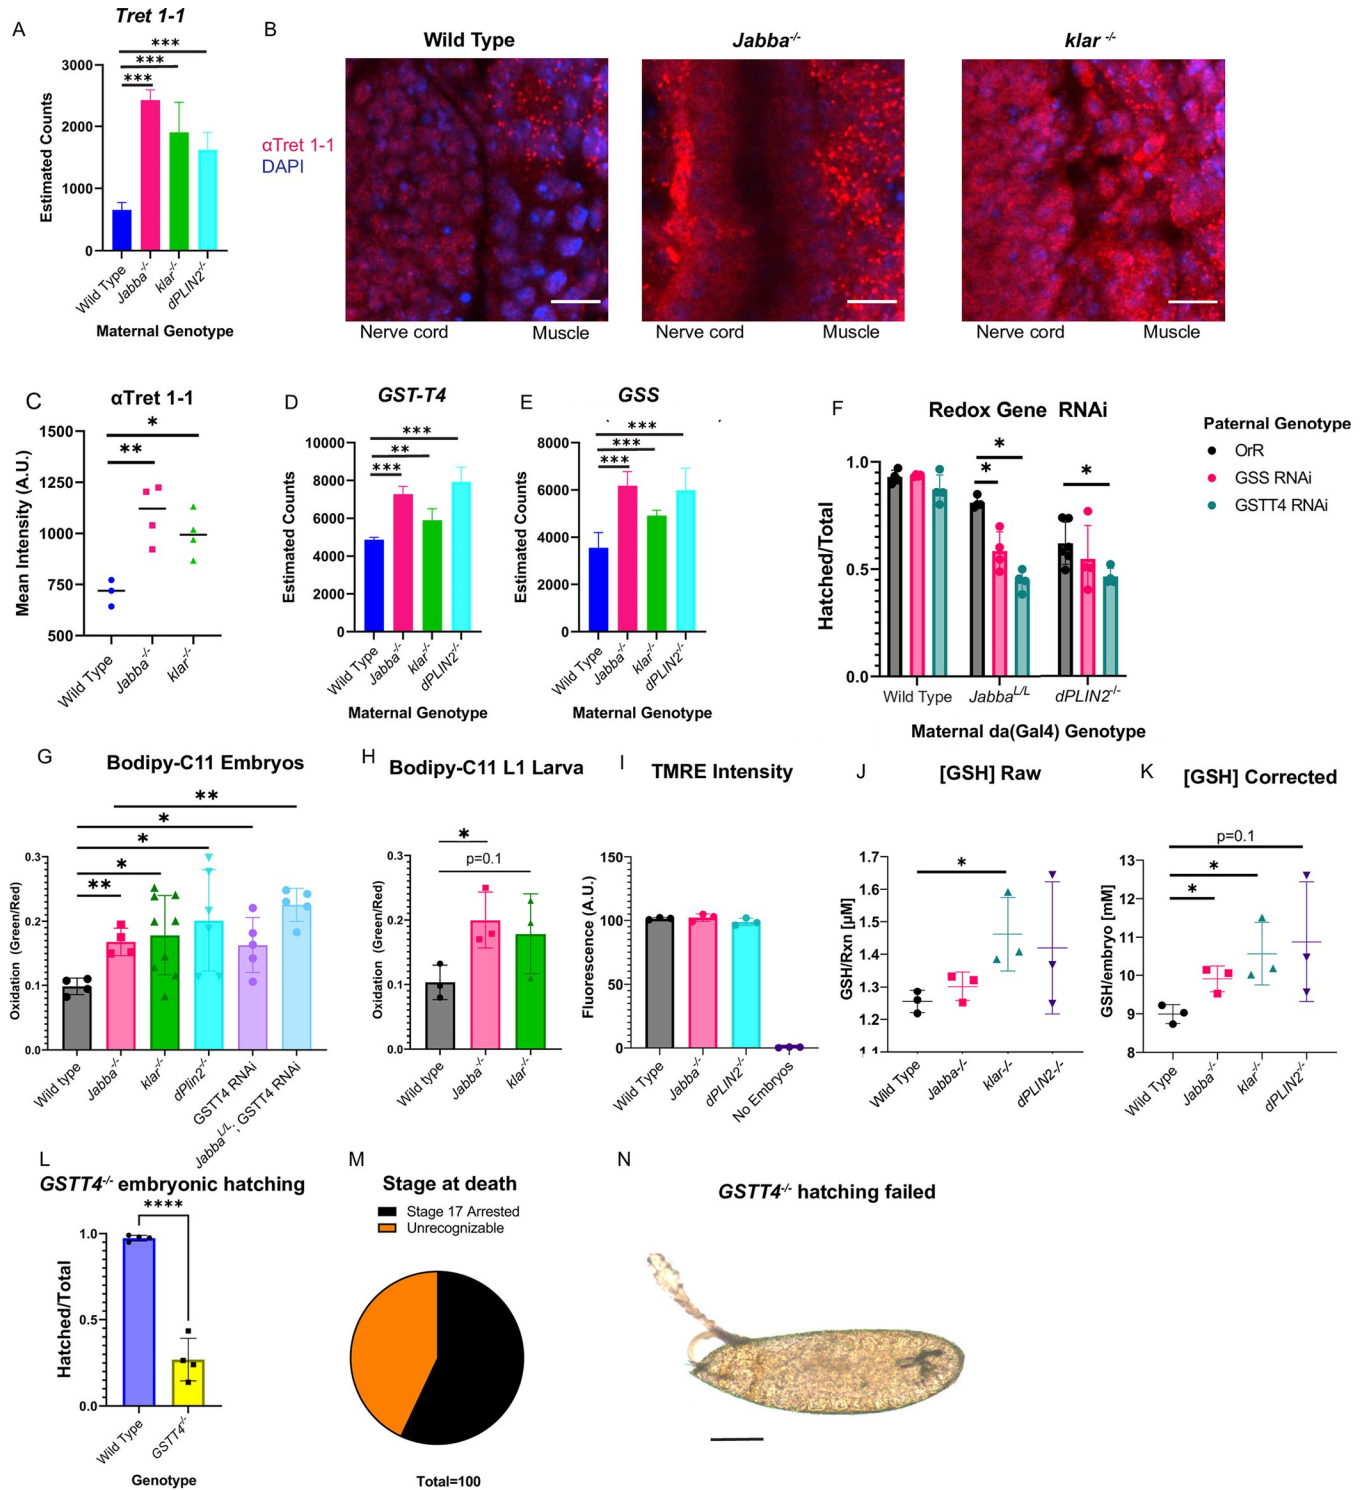 A
Tret 1-1
***
***
***
3000
2000
1000
0
Estimated Counts
Wild Type
Jabba-/-
klar-/-
dPLIN2-/-
Maternal Genotype
B
Wild Type
Jabba-/-
klar -/-
αTret 1-1
DAPI
Nerve cord
Muscle
Nerve cord
Muscle
Nerve cord
Muscle
C
αTret 1-1
*
**
1500
1250
1000
750
500
Mean Intensity (A.U.)
Wild Type
Jabba-/-
klar-/-
D
GST-T4
***
**
***
10000
8000
6000
4000
2000
0
Estimated Counts
Wild Type
Jabba-/-
klar-/-
dPLIN2-/-
Maternal Genotype
E
GSS
***
***
***
8000
6000
4000
2000
0
Estimated Counts
Wild Type
Jabba-/-
klar-/-
dPLIN2-/-
Maternal Genotype
F
Redox Gene RNAi
*
*
*
1.0
0.5
0.0
Hatched/Total
Wild Type
JabbaL/L
dPLIN2-/-
Maternal da(Gal4) Genotype
Paternal Genotype
OrR
GSS RNAi
GSTT4 RNAi
G
Bodipy-C11 Embryos
**
*
*
*
**
0.3
0.2
0.1
0.0
Oxidation (Green/Red)
Wild type
Jabba-/-
klar-/-
dPlin2-/-
GSTT4 RNAi
JabbaL/L; GSTT4 RNAi
H
Bodipy-C11 L1 Larva
*
p=0.1
0.3
0.2
0.1
0.0
Oxidation (Green/Red)
Wild type
Jabba-/-
klar-/-
I
TMRE Intensity
150
100
50
0
Fluorescence (A.U.)
Wild Type
Jabba-/-
dPLIN2-/-
No Embryos
J
[GSH] Raw
*
1.7
1.6
1.5
1.4
1.3
1.2
1 1
GSH/Rxn [µM]
Wild Type
Jabba-/-
klar-/-
dPLIN2-/-
K
[GSH] Corrected
p=0.1
*
*
13
12
11
10
9
8
GSH/embryo [mM]
Wild Type
Jabba-/-
klar-/-
dPLIN2-/-
L
GSTT4-/- embryonic hatching
****
1.0
0.5
0.0
Hatched/Total
Wild Type
GSTT4-/-
Genotype
M
Stage at death
Stage 17 Arrested
Unrecognizable
Total=100
N
GSTT4-/- hatching failed